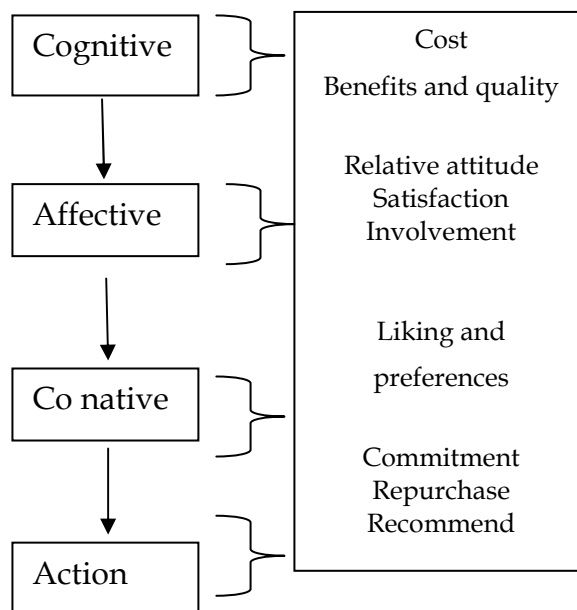 Cognitive
Cost
Benefits and quality
Affective
Relative attitude
Satisfaction
Involvement
Co native
Liking and
preferences
Action
Commitment
Repurchase
Recommend